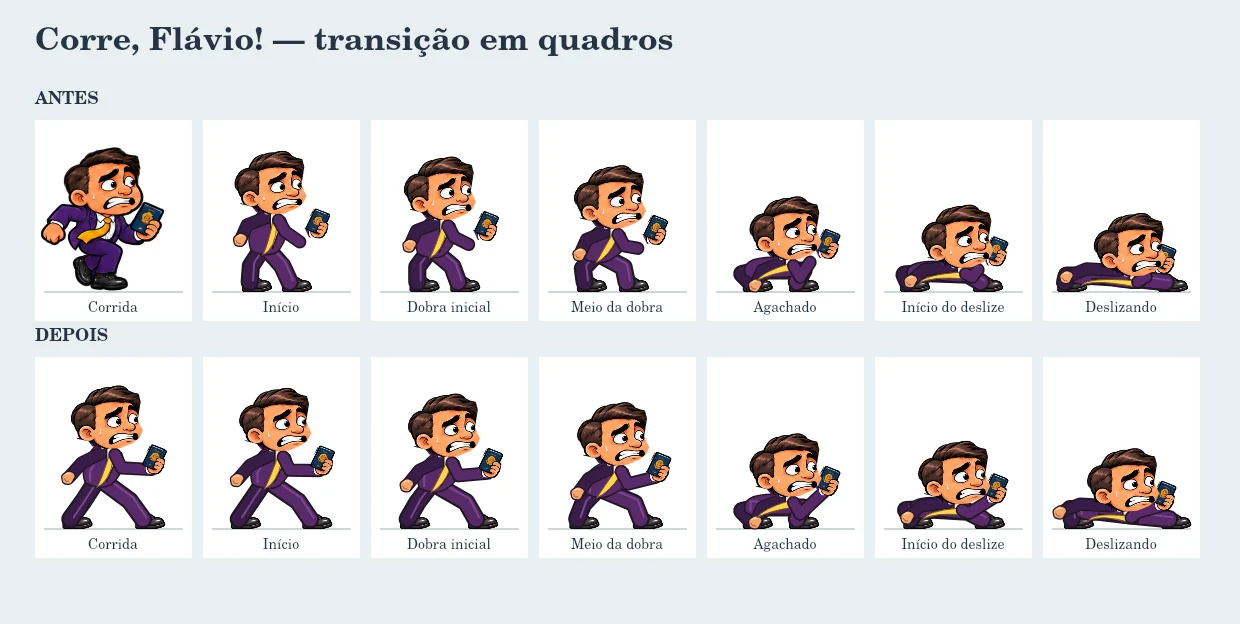 Corre, Flávio! — transição em quadros
ANTES
Corrida
Início
Dobra inicial
Meio da dobra
Agachado
Início do deslize
Deslizando
DEPOIS
Corrida
Início
Dobra inicial
Meio da dobra
Agachado
Início do deslize
Deslizando